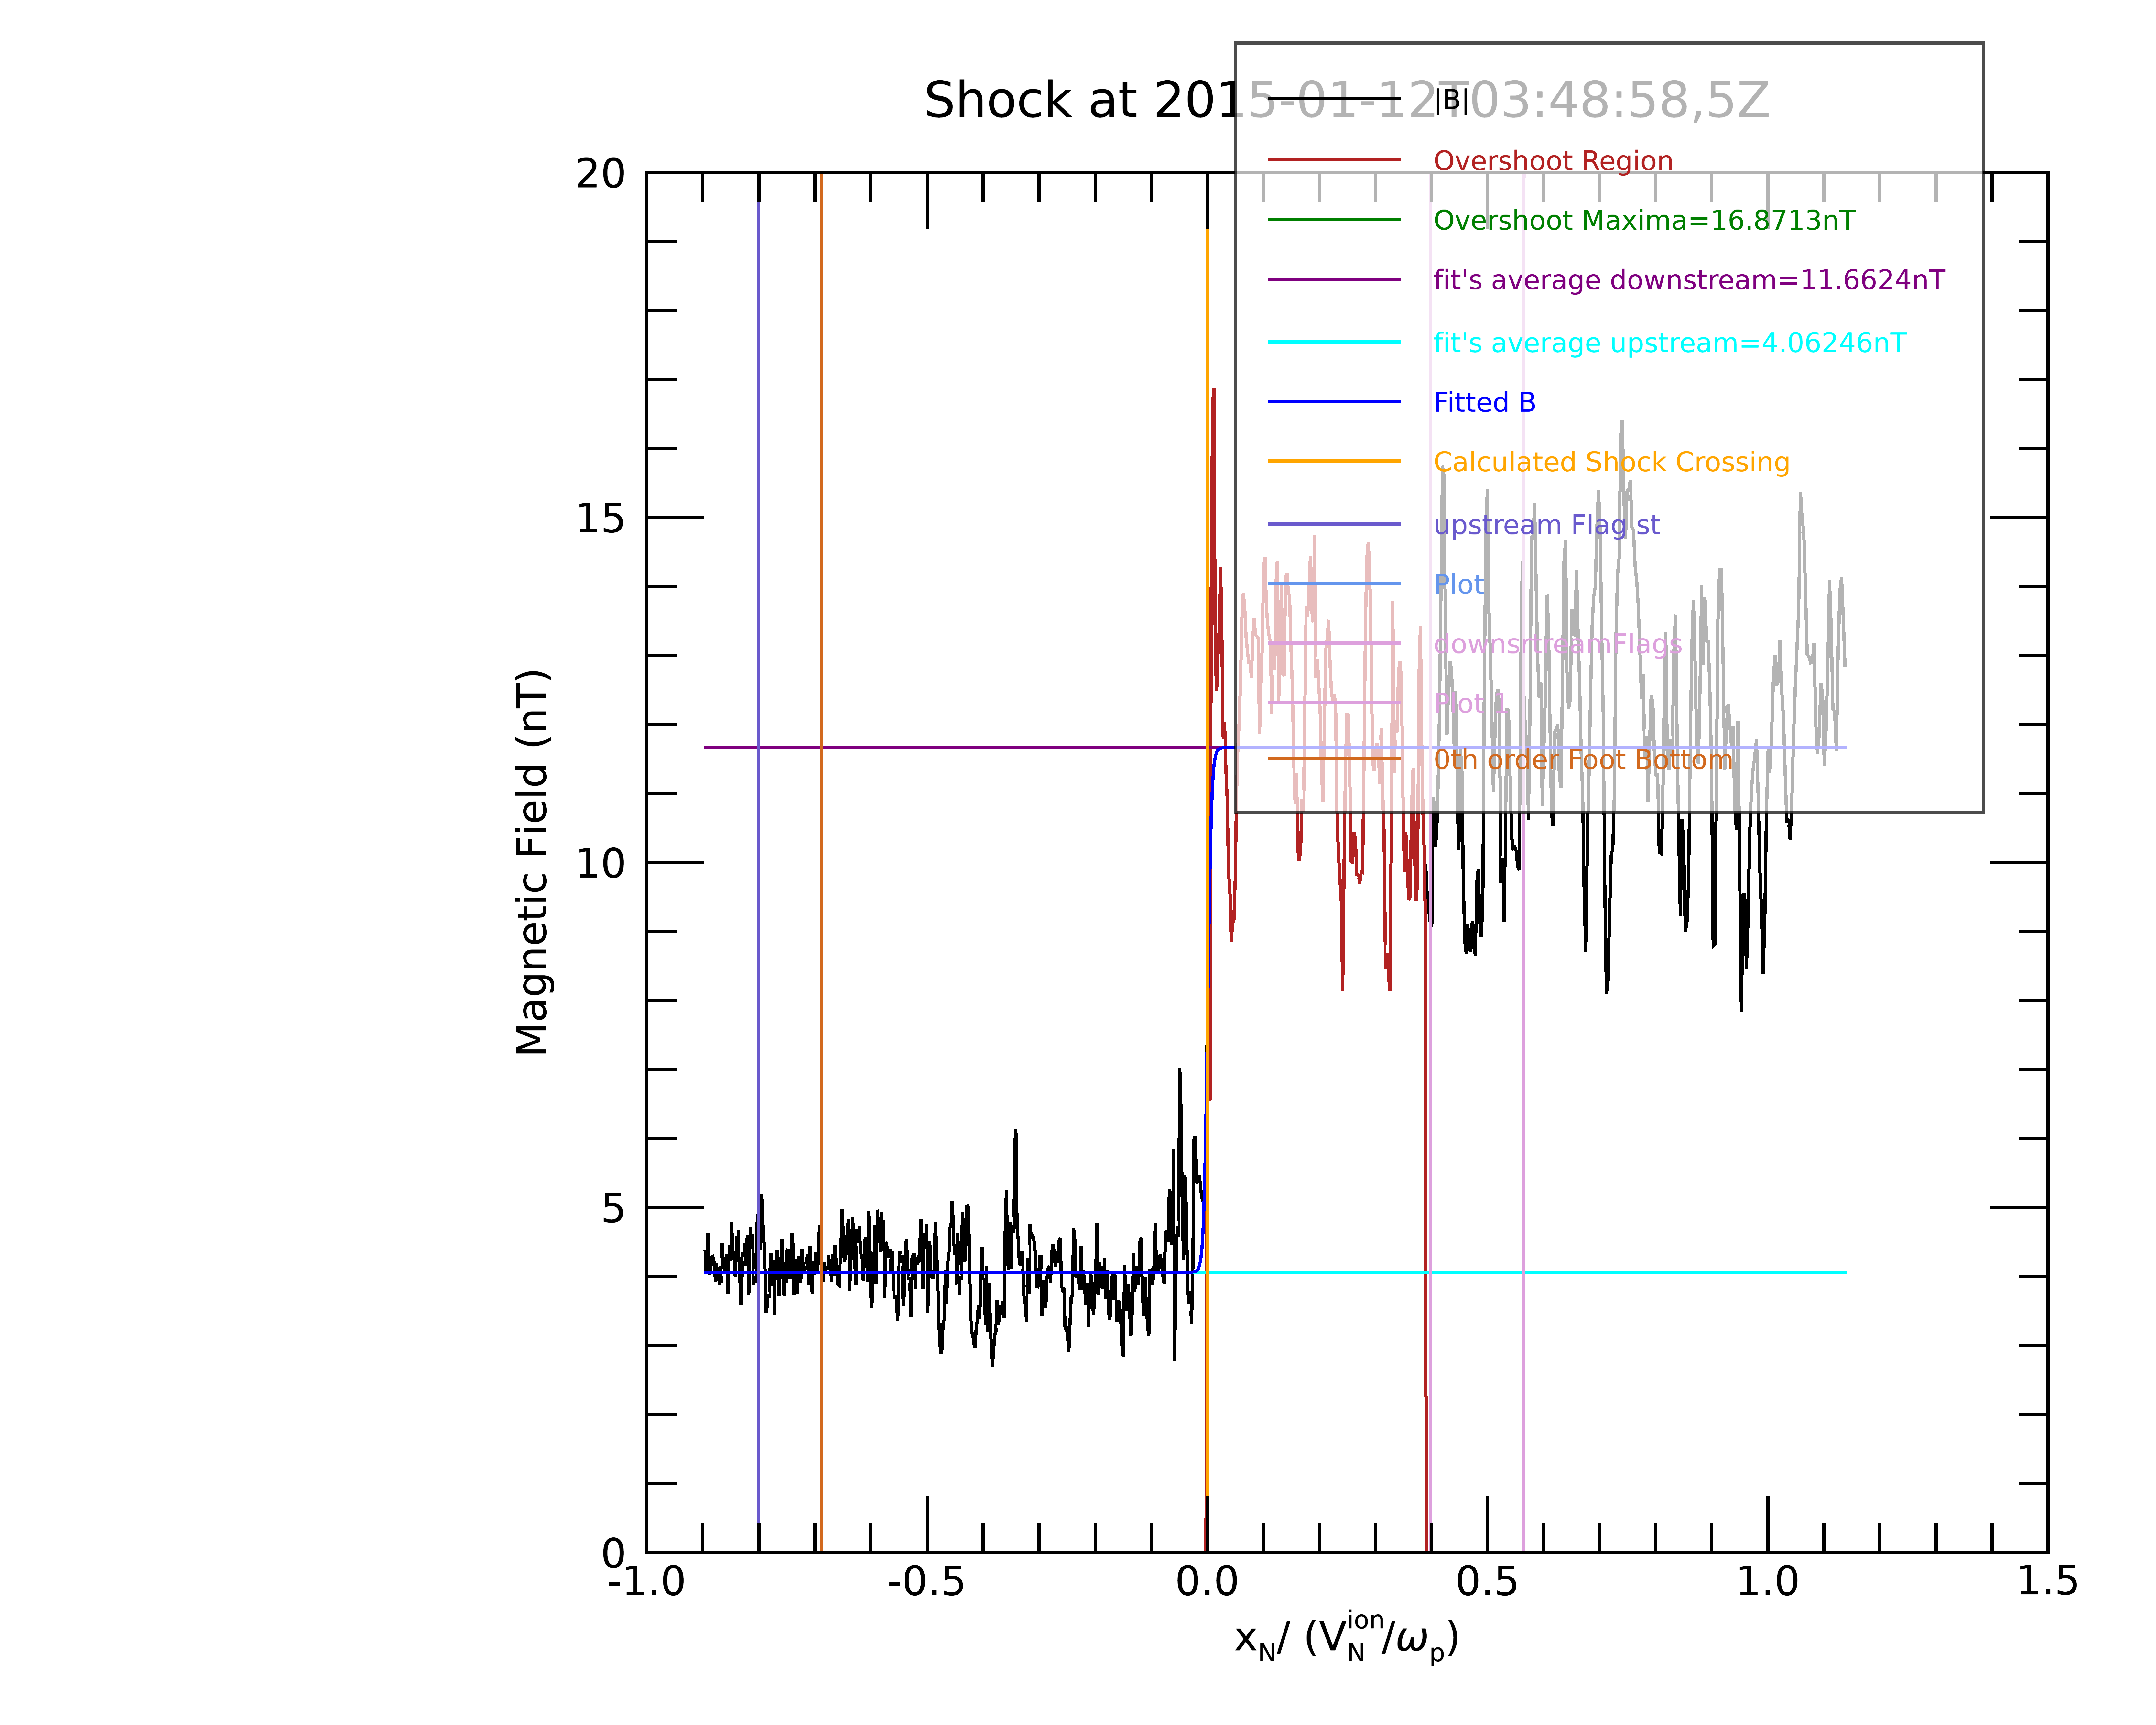 Shock at 2015-01-12T03:48:58,5Z
|B|
Overshoot Region
Overshoot Maxima=16.8713nT
fit's average downstream=11.6624nT
fit's average upstream=4.06246nT
Fitted B
Calculated Shock Crossing
upstream Flag st
Plot
downsrtreamFlags
Plot 1
0th order Foot Bottom
20
15
10
5
0
Magnetic Field (nT)
-1.0 -0.5 0.0 0.5 1.0 1.5
x_N/ (V_N^ion/ω_p)